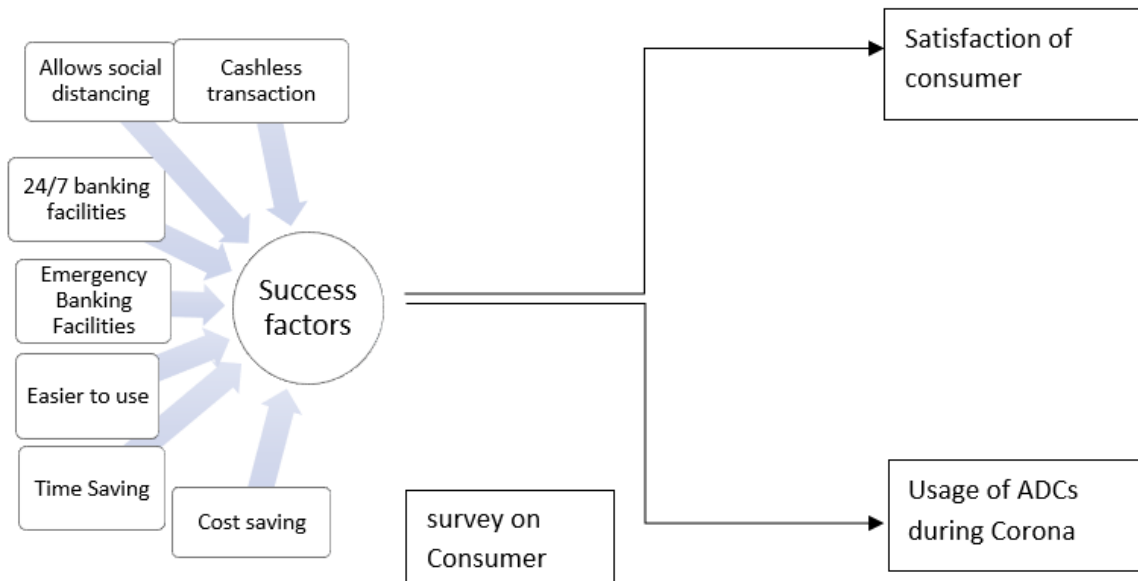 Allows social
distancing
Cashless
transaction
24/7 banking
facilities
Emergency
Banking
Facilities
Easier to use
Time Saving
Cost saving
Success
factors
survey on
Consumer
Satisfaction of
consumer
Usage of ADCs
during Corona